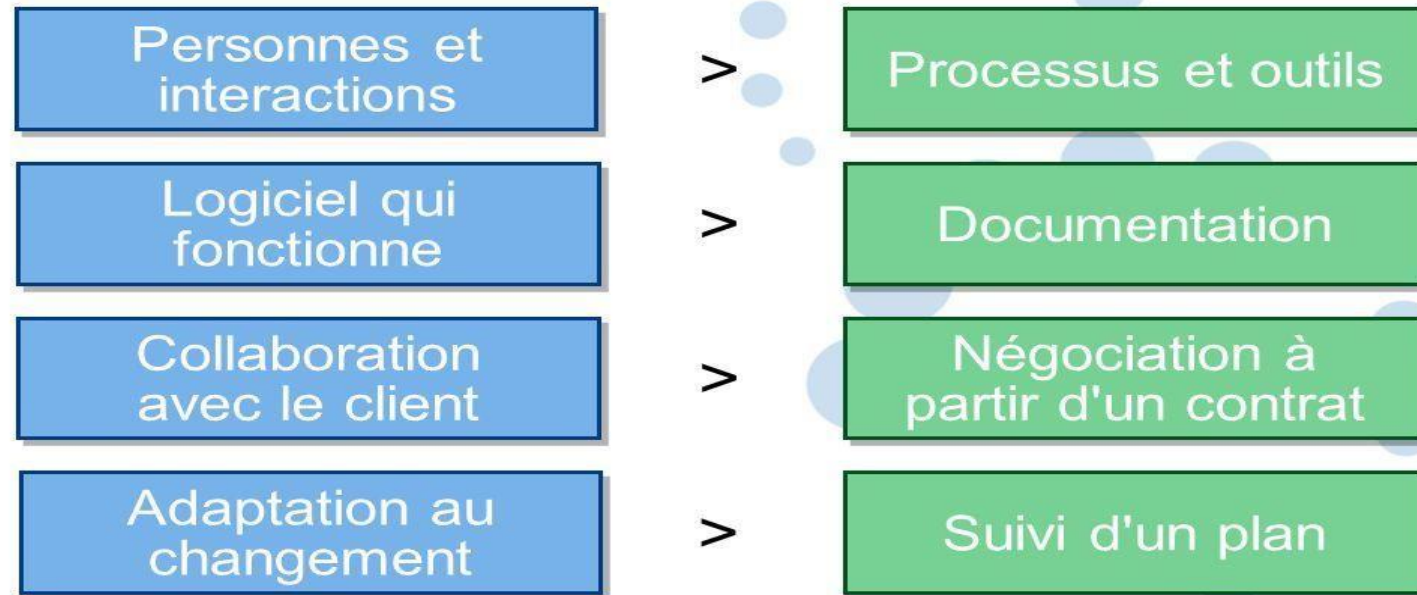 Personnes et
interactions
>
Processus et outils
Logiciel qui
fonctionne
>
Documentation
Collaboration
avec le client
>
Négociation à
partir d'un contrat
Adaptation au
changement
>
Suivi d'un plan